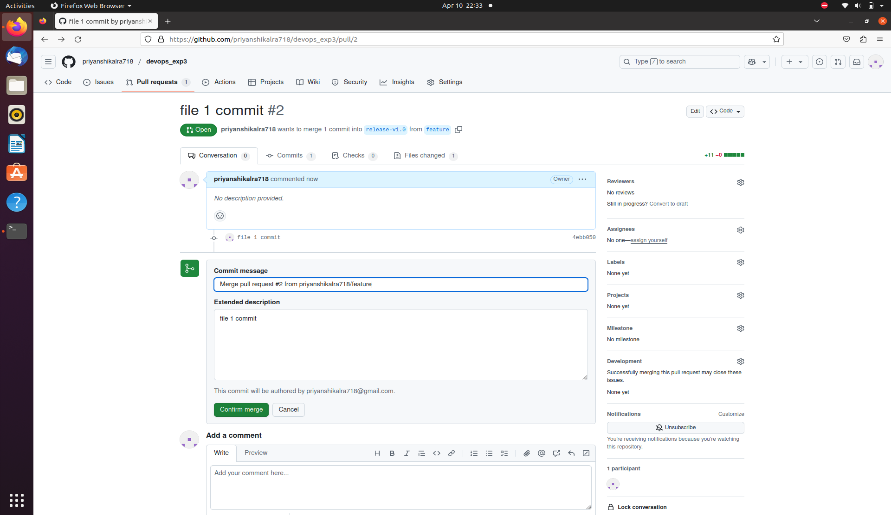 Activities
Firefox Web Browser
Apr 10 22:33
file 1 commit by priyansh
https://github.com/priyanshikalra718/devops_exp3/pull/2
priyanshikalra718 / devops_exp3
Type / to search
Code
Issues
Pull requests 1
Actions
Projects
Wiki
Security
Insights
Settings
file 1 commit #2
Edit
Code
Open
priyanshikalra718 wants to merge 1 commit into release-v1.0 from feature
Conversation 0
Commits 1
Checks 0
Files changed 1
+11 −0
priyanshikalra718 commented now
Owner
No description provided.
file 1 commit
Commit message
Merge pull request #2 from priyanshikalra718/feature
Extended description
file 1 commit
This commit will be authored by priyanshikalra718@gmail.com.
Confirm merge
Cancel
Add a comment
Write
Preview
Add your comment here...
Reviewers
No reviews
Still in progress? Convert to draft
Assignees
No one—assign yourself
Labels
None yet
Projects
None yet
Milestone
No milestone
Development
Successfully merging this pull request may close these
issues.
None yet
Notifications
Customize
Unsubscribe
You're receiving notifications because you're watching
this repository.
1 participant
Lock conversation